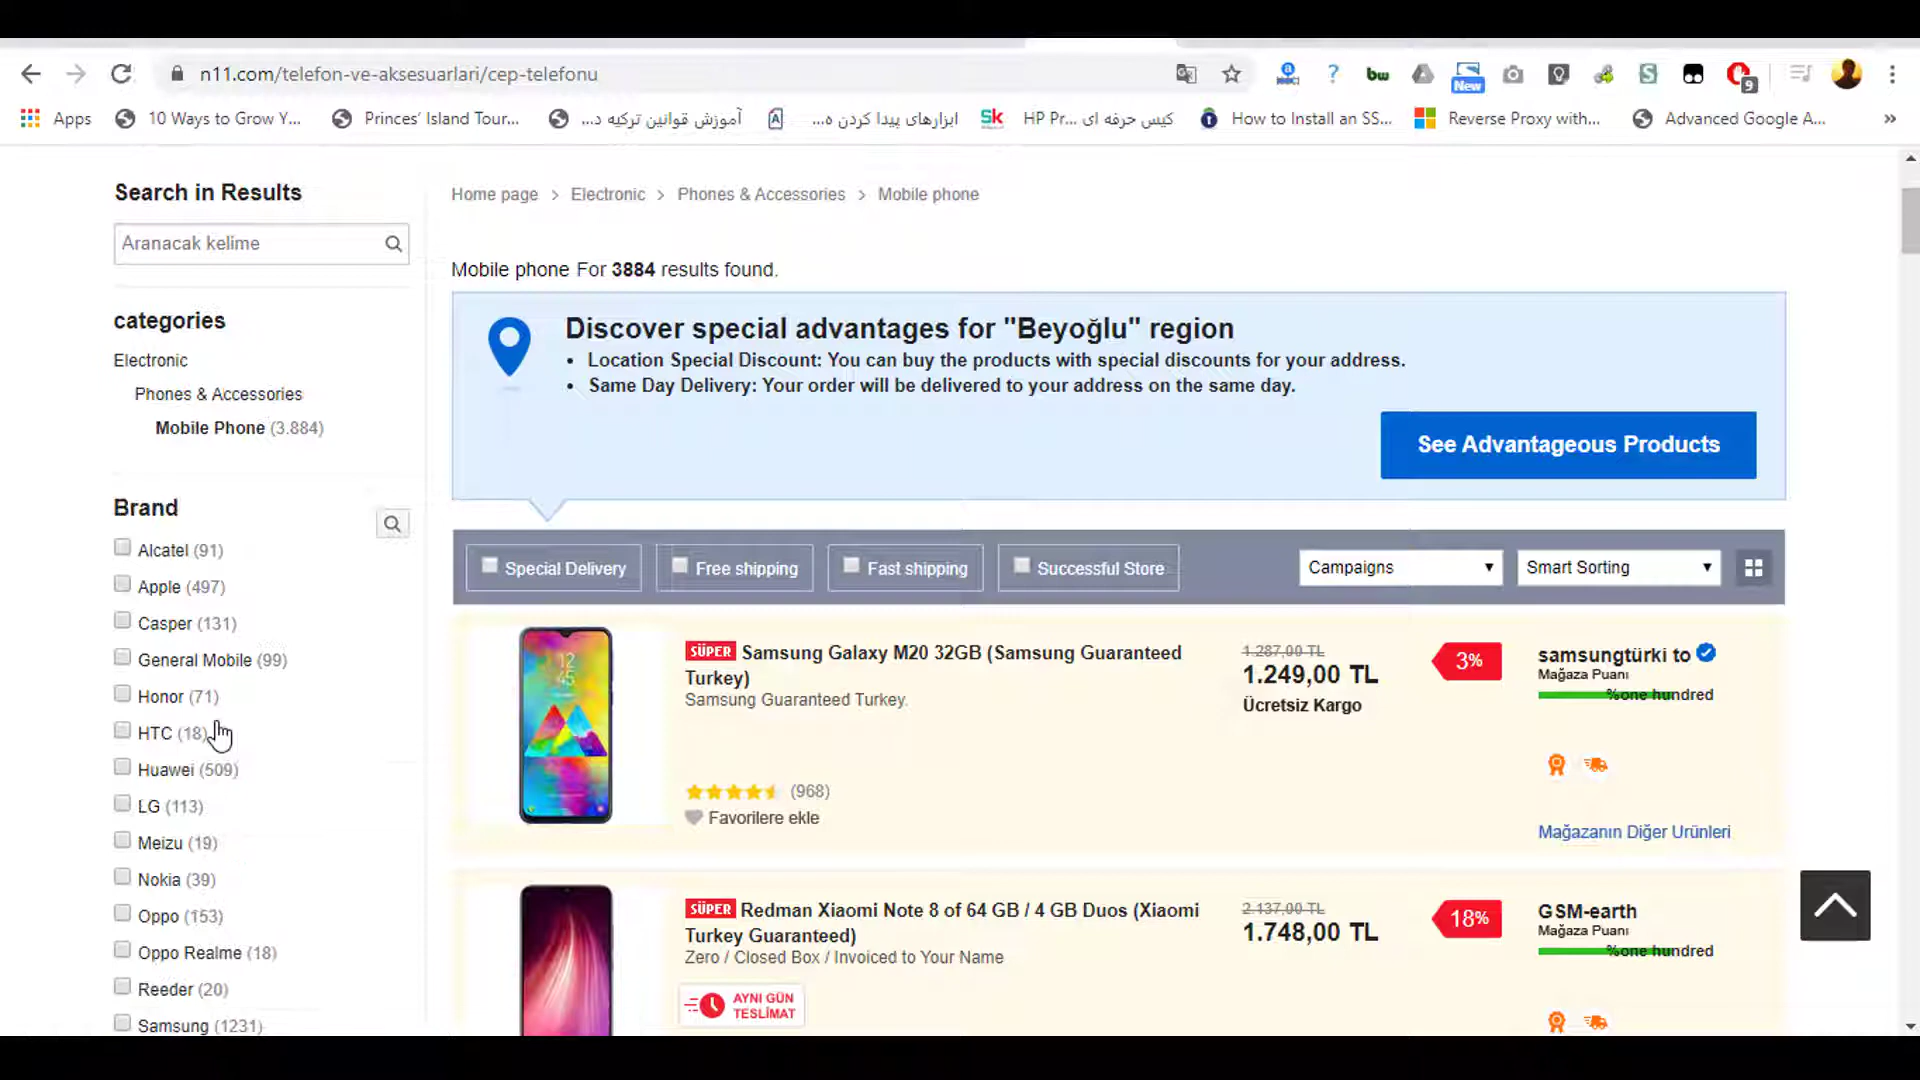 n11.com/telefon-ve-aksesuarlari/cep-telefonu
New
9
Apps
10 Ways to Grow Y...
Princes' Island Tour...
آموزش قوانین ترکیه د...
ابزارهای پیدا کردن ه...
Sk
کیس حرفه ای HP Pr...
How to Install an SS...
Reverse Proxy with...
Advanced Google A...
Search in Results
Aranacak kelime
categories
Electronic
Phones & Accessories
Mobile Phone (3.884)
Brand
Alcatel (91)
Apple (497)
Casper (131)
General Mobile (99)
Honor (71)
HTC (18)
Huawei (509)
LG (113)
Meizu (19)
Nokia (39)
Oppo (153)
Oppo Realme (18)
Reeder (20)
Samsung (1231)
Home page > Electronic > Phones & Accessories > Mobile phone
Mobile phone For 3884 results found.
Discover special advantages for "Beyoğlu" region
• Location Special Discount: You can buy the products with special discounts for your address.
• Same Day Delivery: Your order will be delivered to your address on the same day.
See Advantageous Products
Special Delivery
Free shipping
Fast shipping
Successful Store
Campaigns
Smart Sorting
SÜPER Samsung Galaxy M20 32GB (Samsung Guaranteed
Turkey)
Samsung Guaranteed Turkey.
(968)
Favorilere ekle
1.287,00 TL
1.249,00 TL
Ücretsiz Kargo
3%
samsungtürki to
Mağaza Puanı
%one hundred
Mağazanın Diğer Ürünleri
SÜPER Redman Xiaomi Note 8 of 64 GB / 4 GB Duos (Xiaomi
Turkey Guaranteed)
Zero / Closed Box / Invoiced to Your Name
AYNI GÜN
TESLİMAT
2.137,00 TL
1.748,00 TL
18%
GSM-earth
Mağaza Puanı
%one hundred